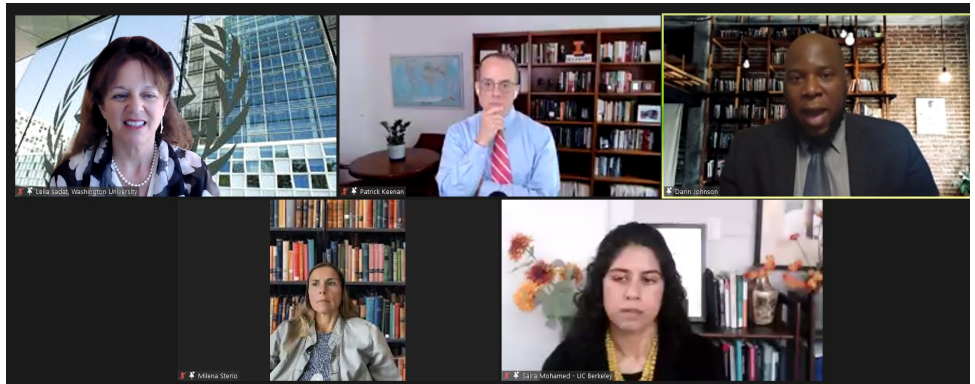 Leila Sadat, Washington University
Patrick Keenan
Darin Johnson
Milena Sterio
Saira Mohamed - UC Berkeley